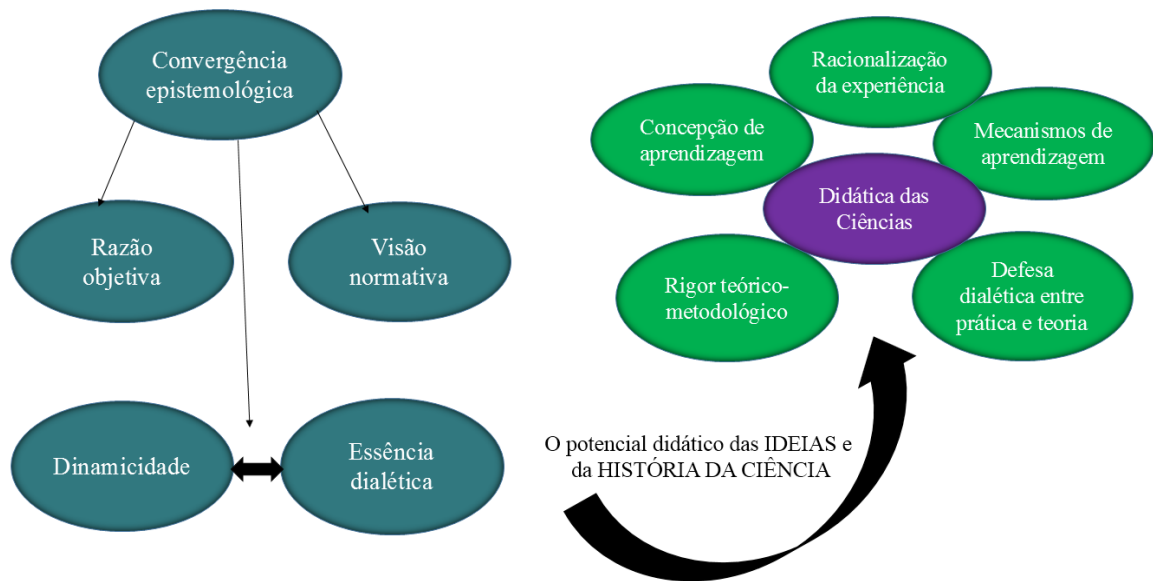 Convergência
epistemológica
Razão
objetiva
Visão
normativa
Dinamicidade
Essência
dialética
Racionalização
da experiência
Concepção de
aprendizagem
Mecanismos de
aprendizagem
Didática das
Ciências
Rigor teórico-
metodológico
Defesa
dialética entre
prática e teoria
O potencial didático das IDEIAS e
da HISTÓRIA DA CIÊNCIA